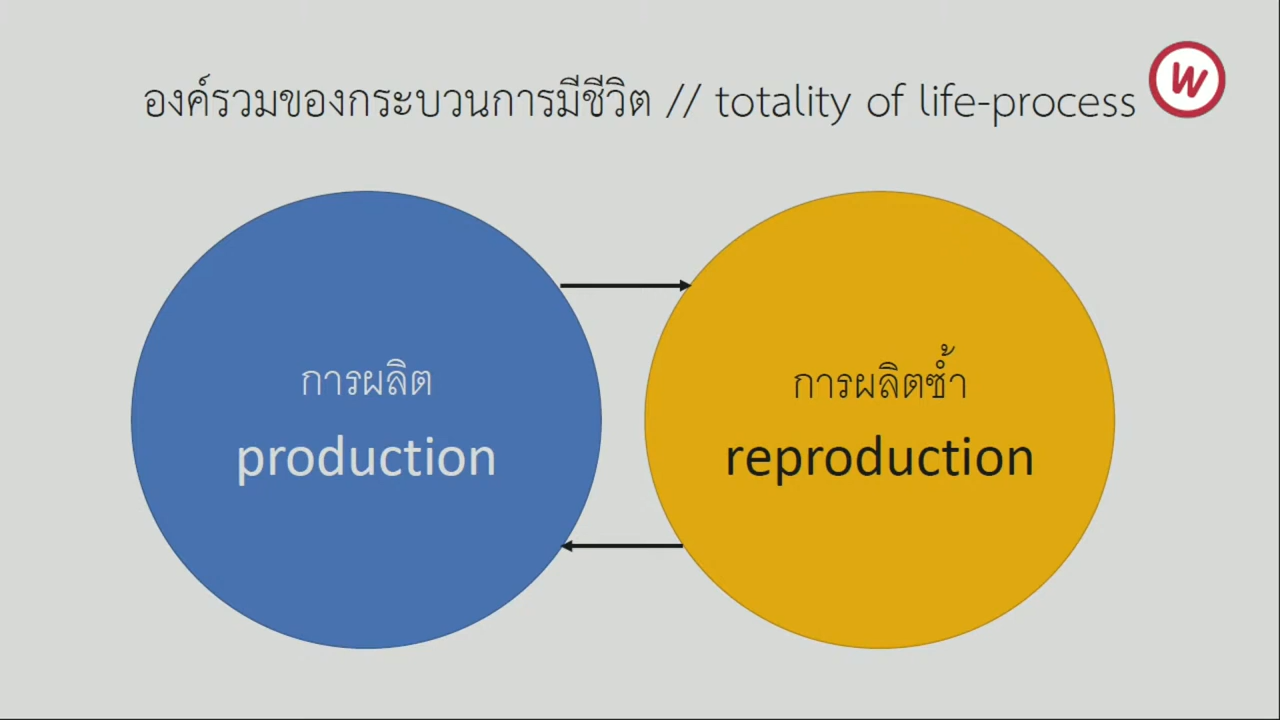 องค์รวมของกระบวนการมีชีวิต // totality of life-process
W
การผลิต
production
การผลิตซ้ำ
reproduction